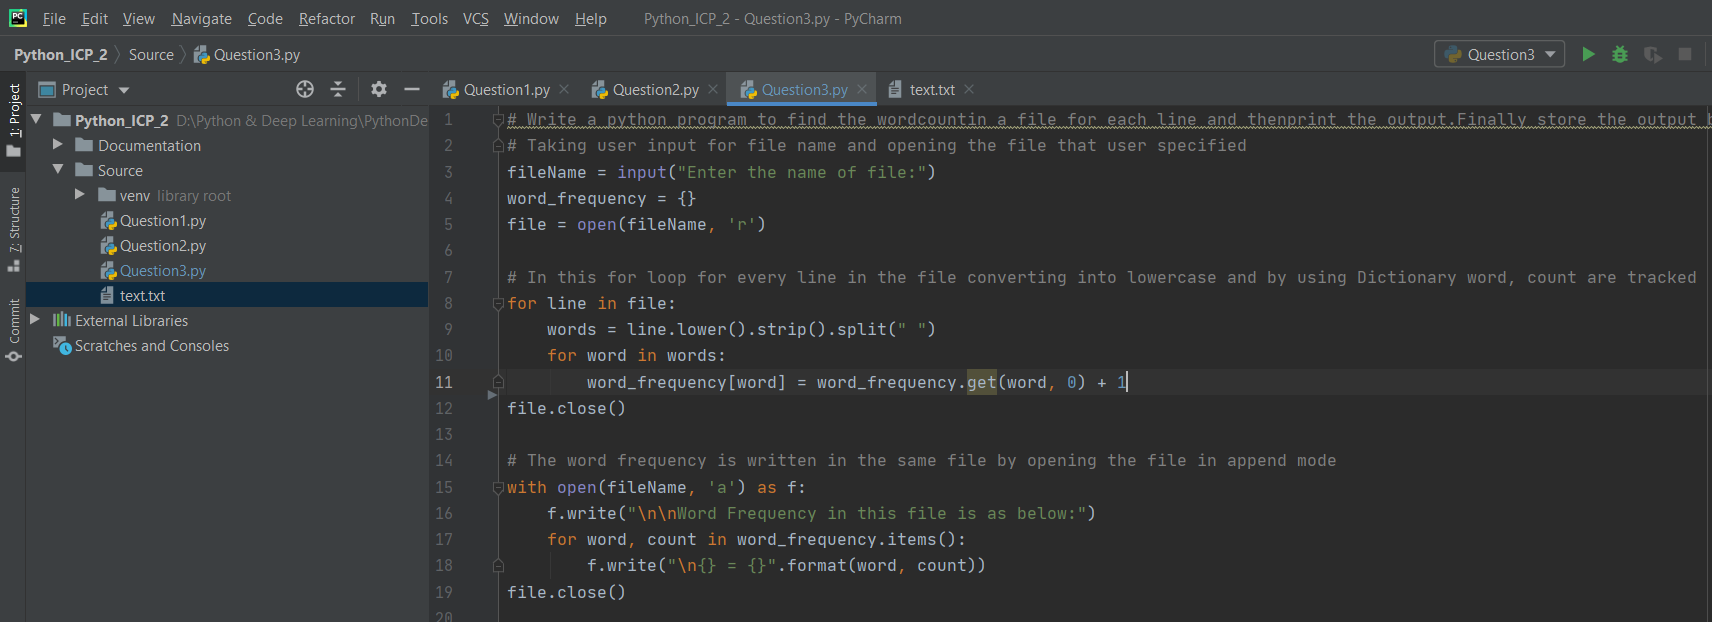 PC File Edit View Navigate Code Refactor Run Tools VCS Window Help Python_ICP_2 - Question3.py - PyCharm
Python_ICP_2 Source Question3.py Question3
Project Question1.py Question2.py Question3.py text.txt
1: Project
7: Structure
Commit
Python_ICP_2 D:\Python & Deep Learning\PythonDe
Documentation
Source
venv library root
Question1.py
Question2.py
Question3.py
text.txt
External Libraries
Scratches and Consoles
1 # Write a python program to find the wordcountin a file for each line and thenprint the output.Finally store the output b
2 # Taking user input for file name and opening the file that user specified
3 fileName = input("Enter the name of file:")
4 word_frequency = {}
5 file = open(fileName, 'r')
6
7 # In this for loop for every line in the file converting into lowercase and by using Dictionary word, count are tracked
8 for line in file:
9 words = line.lower().strip().split(" ")
10 for word in words:
11 word_frequency[word] = word_frequency.get(word, 0) + 1
12 file.close()
13
14 # The word frequency is written in the same file by opening the file in append mode
15 with open(fileName, 'a') as f:
16 f.write("\n\nWord Frequency in this file is as below:")
17 for word, count in word_frequency.items():
18 f.write("\n{} = {}".format(word, count))
19 file.close()
20